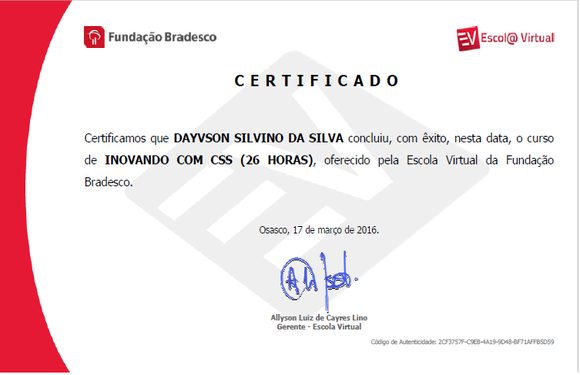 Fundação Bradesco
EV Escol@ Virtual
CERTIFICADO
Certificamos que DAYVSON SILVINO DA SILVA concluiu, com êxito, nesta data, o curso
de INOVANDO COM CSS (26 HORAS), oferecido pela Escola Virtual da Fundação
Bradesco.
Osasco, 17 de março de 2016.
Allyson Luiz de Cayres Lino
Gerente - Escola Virtual
Código de Autenticidade: 2CF3757F-C9EB-4A19-9D48-BF71AFFB5D59